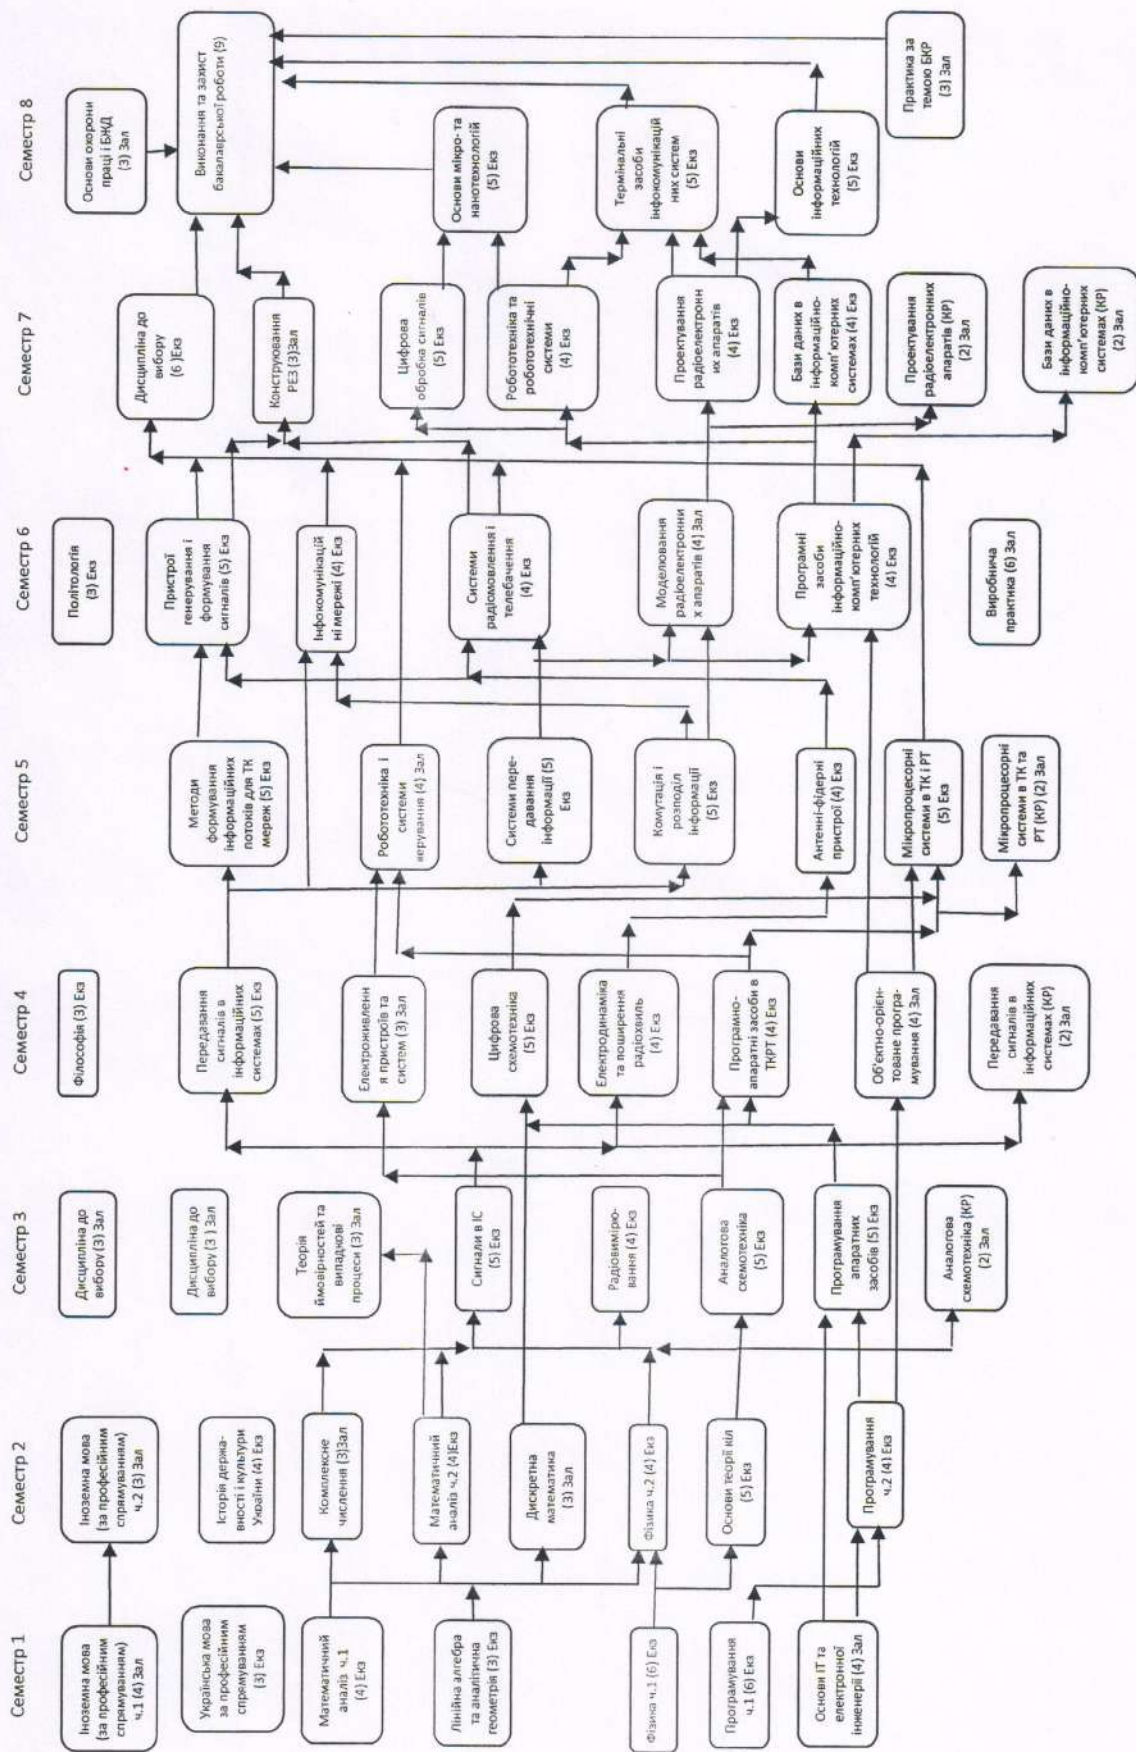 Семестр 1
Іноземна мова
(за професійним
спрямуванням)
ч.1 (4) Зал
Українська мова
за професійним
спрямуванням
(3) Екз
Математичний
аналіз ч.1
(4) Екз
Лінійна алгебра
та аналітична
геометрія (3) Екз
Фізика ч.1 (6) Екз
Програмування
ч.1 (6) Екз
Основи ІТ та
електронної
інженерії (4) Зал
Семестр 2
Іноземна мова
(за професійним
спрямуванням)
ч.2 (3) Зал
Історія держа-
вності і культури
України (4) Екз
Комплексне
числення (3)Зал
Математичний
аналіз ч.2 (4)Екз
Дискретна
математика
(3) Зал
Фізика ч.2 (4) Екз
Основи теорії кіл
(5) Екз
Програмування
ч.2 (4) Екз
Семестр 3
Дисципліна до
вибору (3) Зал
Дисципліна до
вибору (3 ) Зал
Теорія
ймовірностей та
випадкові
процеси (3) Зал
Сигнали в ІС
(5) Екз
Радіовимірю-
вання (4) Екз
Аналогова
схемотехніка
(5) Екз
Програмування
апаратних
засобів (5) Екз
Аналогова
схемотехніка (КР)
(2) Зал
Семестр 4
Філософія (3) Екз
Передавання
сигналів в
інформаційних
системах (5) Екз
Електроживленн
я пристроїв та
систем (3) Зал
Цифрова
схемотехніка
(5) Екз
Електродинаміка
та поширення
радіохвиль
(4) Екз
Програмно-
апаратні засоби в
ТКРТ (4) Екз
Об'єктно-орієн-
товане програ-
мування (4) Зал
Передавання
сигналів в
інформаційних
системах (КР)
(2) Зал
Семестр 5
Методи
формування
інформаційних
потоків для ТК
мереж (5) Екз
Робототехніка і
системи
керування (4) Зал
Системи пере-
давання
інформації (5)
Екз
Комутація і
розподіл
інформації
(5) Екз
Антенні-фідерні
пристрої (4) Екз
Мікропроцесорні
системи в ТК і РТ
(5) Екз
Мікропроцесорні
системи в ТК та
РТ (КР) (2) Зал
Семестр 6
Політологія
(3) Екз
Пристрої
генерування і
формування
сигналів (5) Екз
Інфокомунікацій
ні мережі (4) Екз
Системи
радіомовлення і
телебачення
(4) Екз
Моделювання
радіоелектронни
х апаратів (4) Зал
Програмні
засоби
інформаційно-
комп'ютерних
технологій
(4) Екз
Виробнича
практика (6) Зал
Семестр 7
Дисципліна до
вибору
(6 )Екз
Конструювання
РЕЗ (3)Зал
Цифрова
обробка сигналів
(5) Екз
Робототехніка та
робототехнічні
системи
(4) Екз
Проектування
радіоелектронн
их апаратів
(4) Екз
Бази даних в
інформаційно-
комп'ютерних
системах (4) Екз
Проектування
радіоелектронних
апаратів (КР)
(2) Зал
Бази даних в
інформаційно-
комп'ютерних
системах (КР)
(2) Зал
Семестр 8
Основи охорони
праці і БЖД
(3) Зал
Виконання та захист
бакалаврської роботи (9)
Основи мікро- та
нанотехнологій
(5) Екз
Термінальні
засоби
інфокомунікацій
них систем
(5) Екз
Основи
інформаційних
технологій
(5) Екз
Практика за
темою БКР
(3) Зал